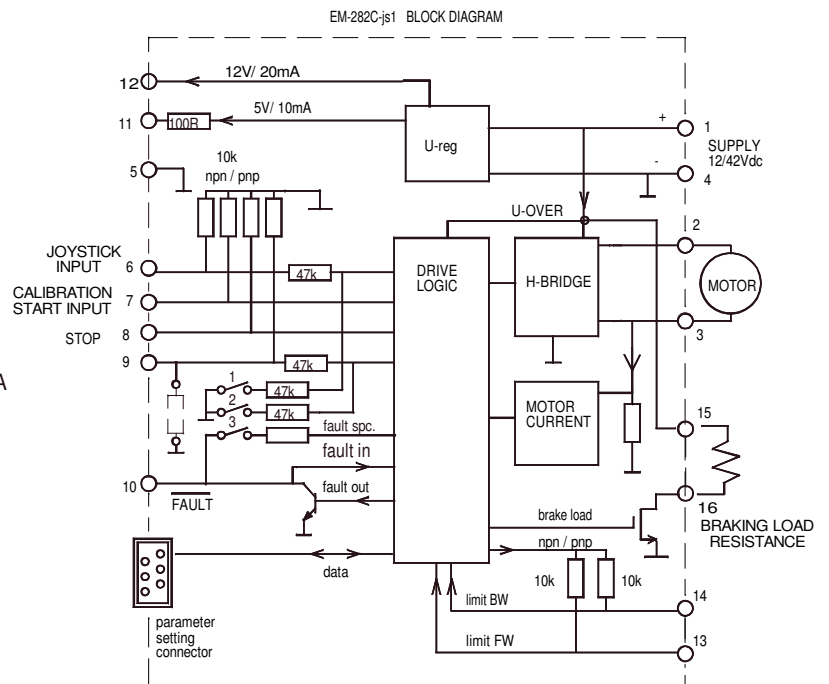 EM-282C-js1 BLOCK DIAGRAM
12
12V/ 20mA
11
100R
5V/ 10mA
U-reg
+
1
SUPPLY
12/42Vdc
-
4
5
10k
npn / pnp
U-OVER
2
JOYSTICK
INPUT
6
47k
DRIVE
LOGIC
H-BRIDGE
MOTOR
CALIBRATION
START INPUT
7
STOP
8
3
9
47k
A
1
47k
2
47k
3
fault spc.
MOTOR
CURRENT
15
fault in
10
FAULT
fault out
16
BRAKING LOAD
RESISTANCE
brake load
npn / pnp
data
10k
10k
limit BW
14
limit FW
13
parameter
setting
connector